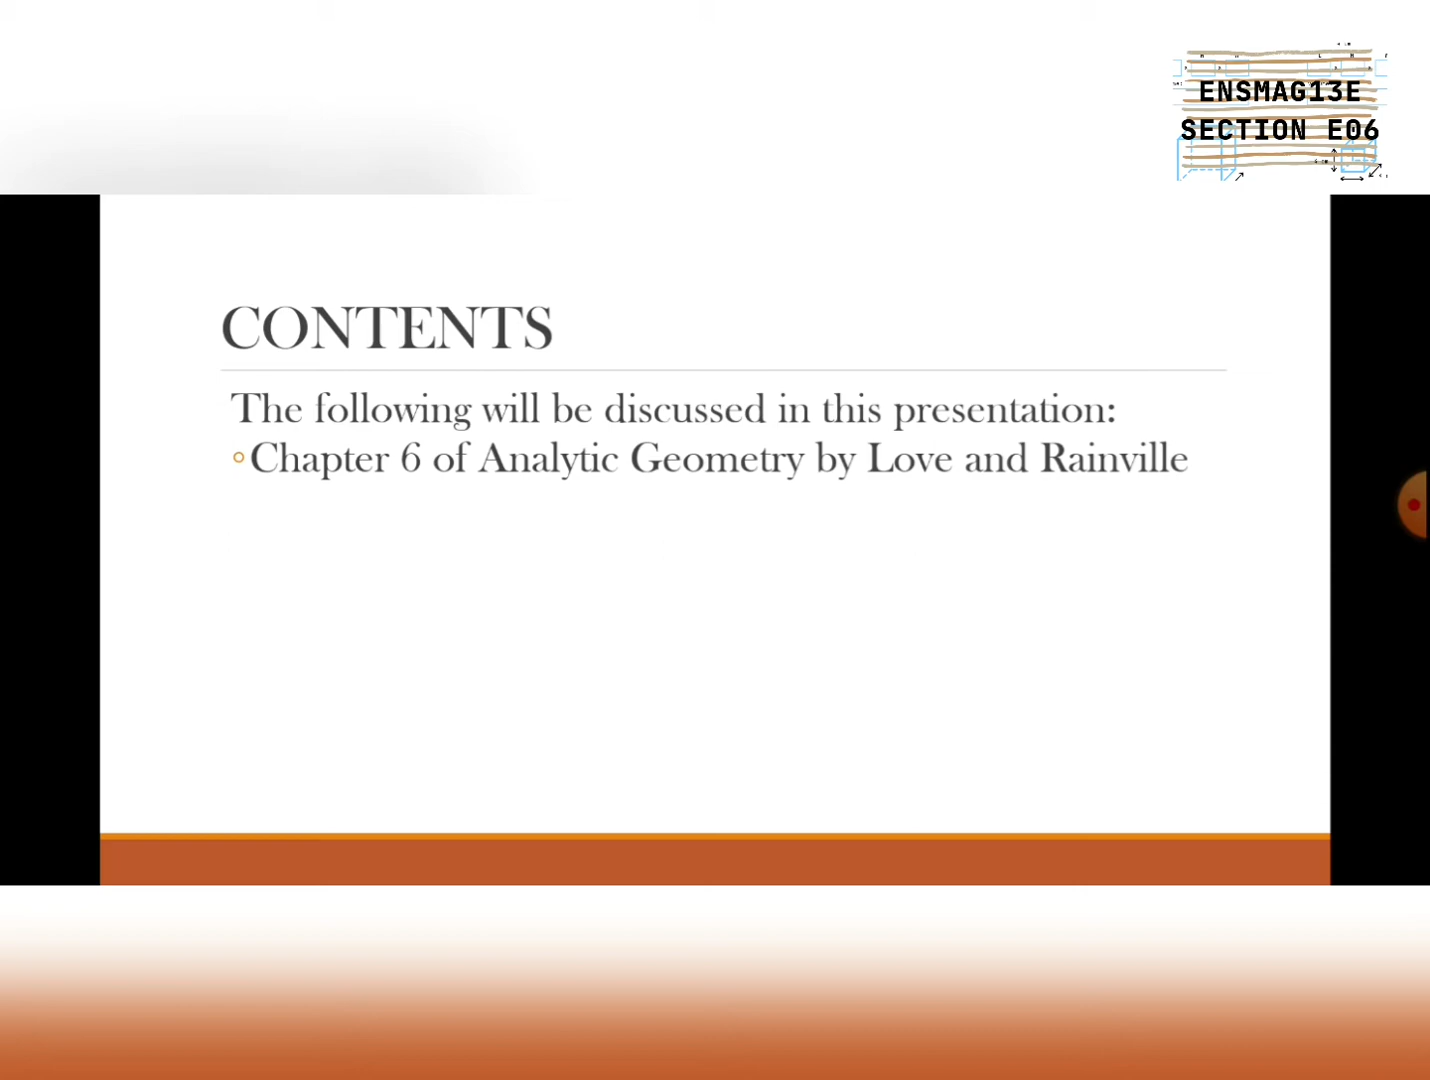 ENSMAG13E
SECTION E06
CONTENTS
The following will be discussed in this presentation:
Chapter 6 of Analytic Geometry by Love and Rainville